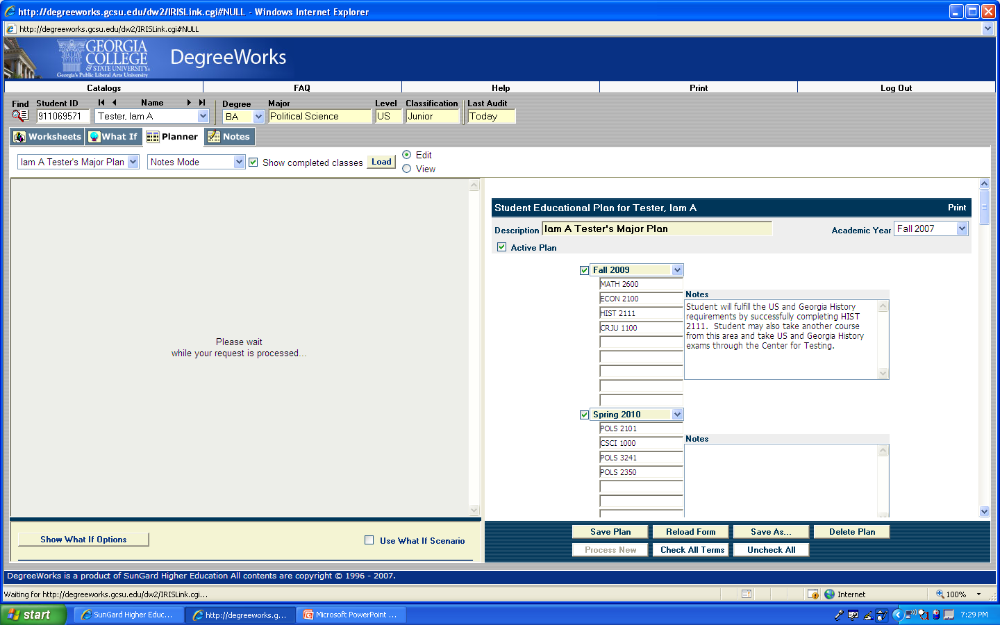 http://degreeworks.gcsu.edu/dw2/IRISLink.cgi#NULL - Windows Internet Explorer
http://degreeworks.gcsu.edu/dw2/IRISLink.cgi#NULL
GEORGIA
COLLEGE
& STATE UNIVERSITY
Georgia's Public Liberal Arts University
DegreeWorks
Catalogs FAQ Help Print Log Out
Find Student ID Name Degree Major Level Classification Last Audit
911069571 Tester, Iam A BA Political Science US Junior Today
Worksheets What If Planner Notes
Iam A Tester's Major Plan Notes Mode Show completed classes Load
Edit
View
Please wait
while your request is processed...
Show What If Options Use What If Scenario
Student Educational Plan for Tester, Iam A Print
Description Iam A Tester's Major Plan Academic Year Fall 2007
Active Plan
Fall 2009
MATH 2600
ECON 2100
HIST 2111
CRJU 1100
Notes
Student will fulfill the US and Georgia History
requirements by successfully completing HIST
2111. Student may also take another course
from this area and take US and Georgia History
exams through the Center for Testing.
Spring 2010
POLS 2101
CSCI 1000
POLS 3241
POLS 2350
Notes
Save Plan Reload Form Save As... Delete Plan
Process New Check All Terms Uncheck All
DegreeWorks is a product of SunGard Higher Education All contents are copyright © 1996 - 2007.
Waiting for http://degreeworks.gcsu.edu/dw2/IRISLink.cgi... Internet 100%
start SunGard Higher Educ... http://degreeworks.g... Microsoft PowerPoint ... 7:29 PM